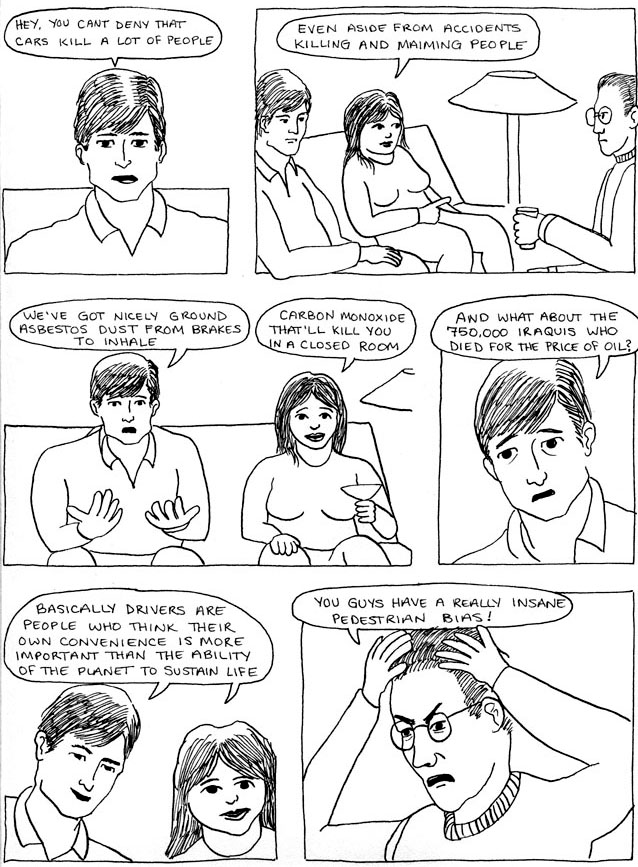 HEY, YOU CANT DENY THAT
CARS KILL A LOT OF PEOPLE
EVEN ASIDE FROM ACCIDENTS
KILLING AND MAIMING PEOPLE
WE'VE GOT NICELY GROUND
ASBESTOS DUST FROM BRAKES
TO INHALE
CARBON MONOXIDE
THAT'LL KILL YOU
IN A CLOSED ROOM
AND WHAT ABOUT THE
750,000 IRAQUIS WHO
DIED FOR THE PRICE OF OIL?
BASICALLY DRIVERS ARE
PEOPLE WHO THINK THEIR
OWN CONVENIENCE IS MORE
IMPORTANT THAN THE ABILITY
OF THE PLANET TO SUSTAIN LIFE
YOU GUYS HAVE A REALLY INSANE
PEDESTRIAN BIAS!